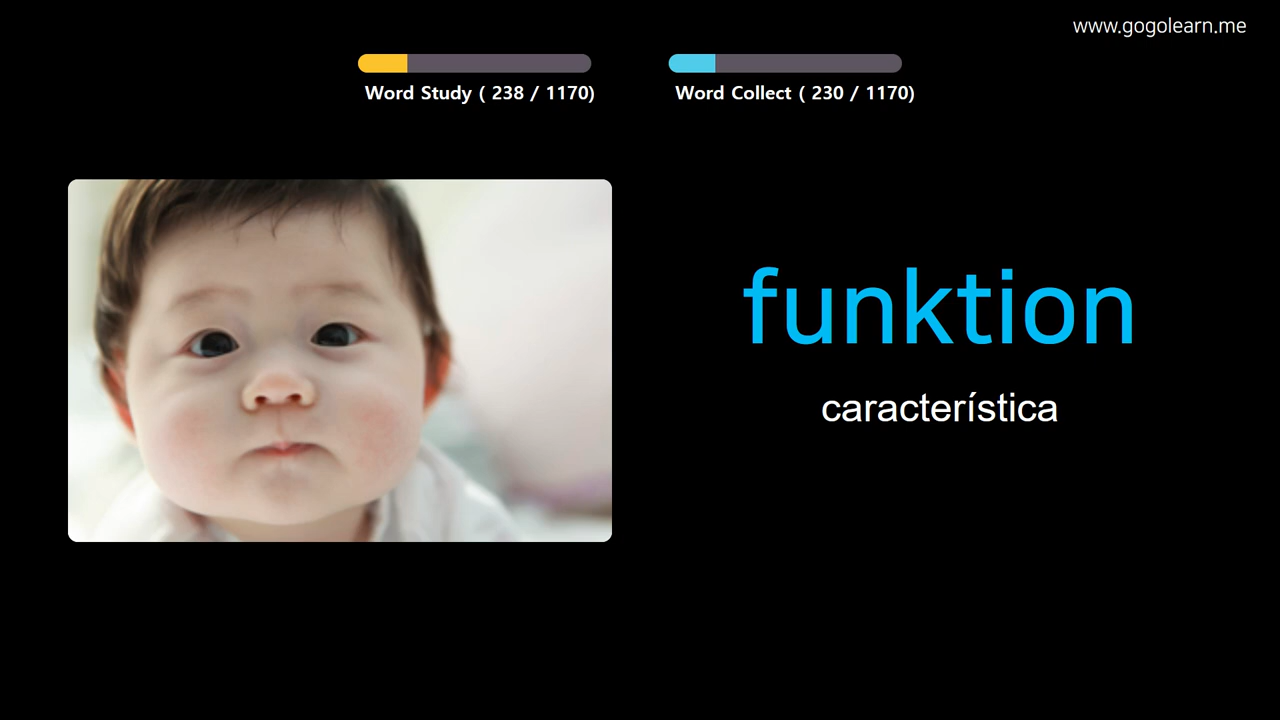 www.gogolearn.me
Word Study ( 238 / 1170)
Word Collect ( 230 / 1170)
funktion
característica